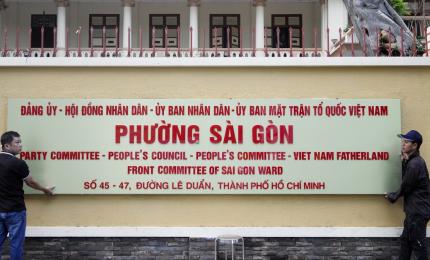 ĐẢNG ỦY - HỘI ĐỒNG NHÂN DÂN - ỦY BAN NHÂN DÂN - ỦY BAN MẶT TRẬN TỔ QUỐC VIỆT NAM
PHƯỜNG SÀI GÒN
PARTY COMMITTEE - PEOPLE'S COUNCIL - PEOPLE'S COMMITTEE - VIET NAM FATHERLAND
FRONT COMMITTEE OF SAI GON WARD
SỐ 45 - 47, ĐƯỜNG LÊ DUẨN, THÀNH PHỐ HỒ CHÍ MINH